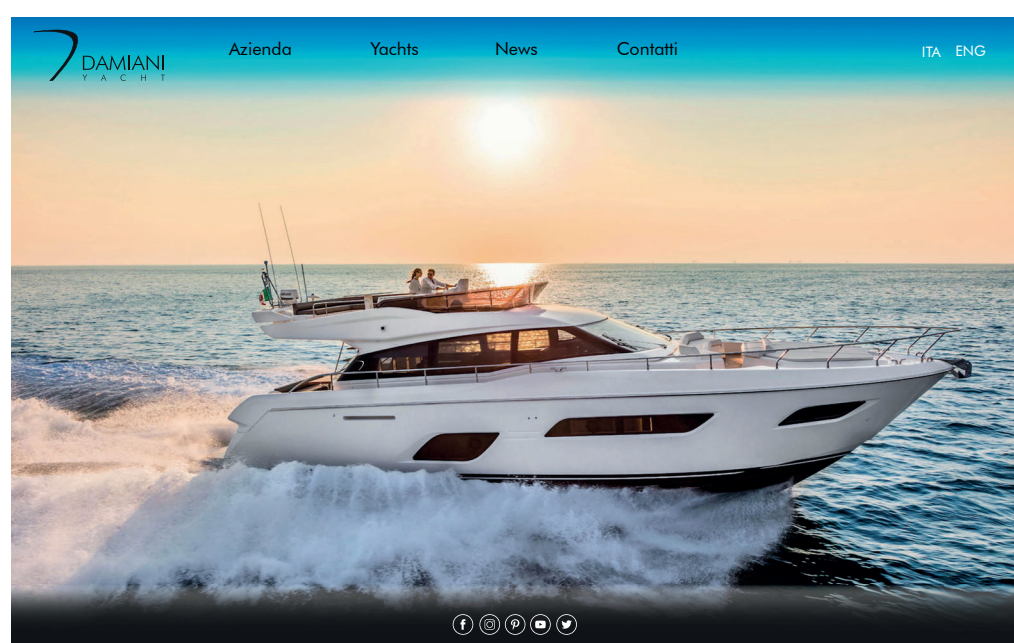 DAMIANI
YACHT
Azienda
Yachts
News
Contatti
ITA
ENG